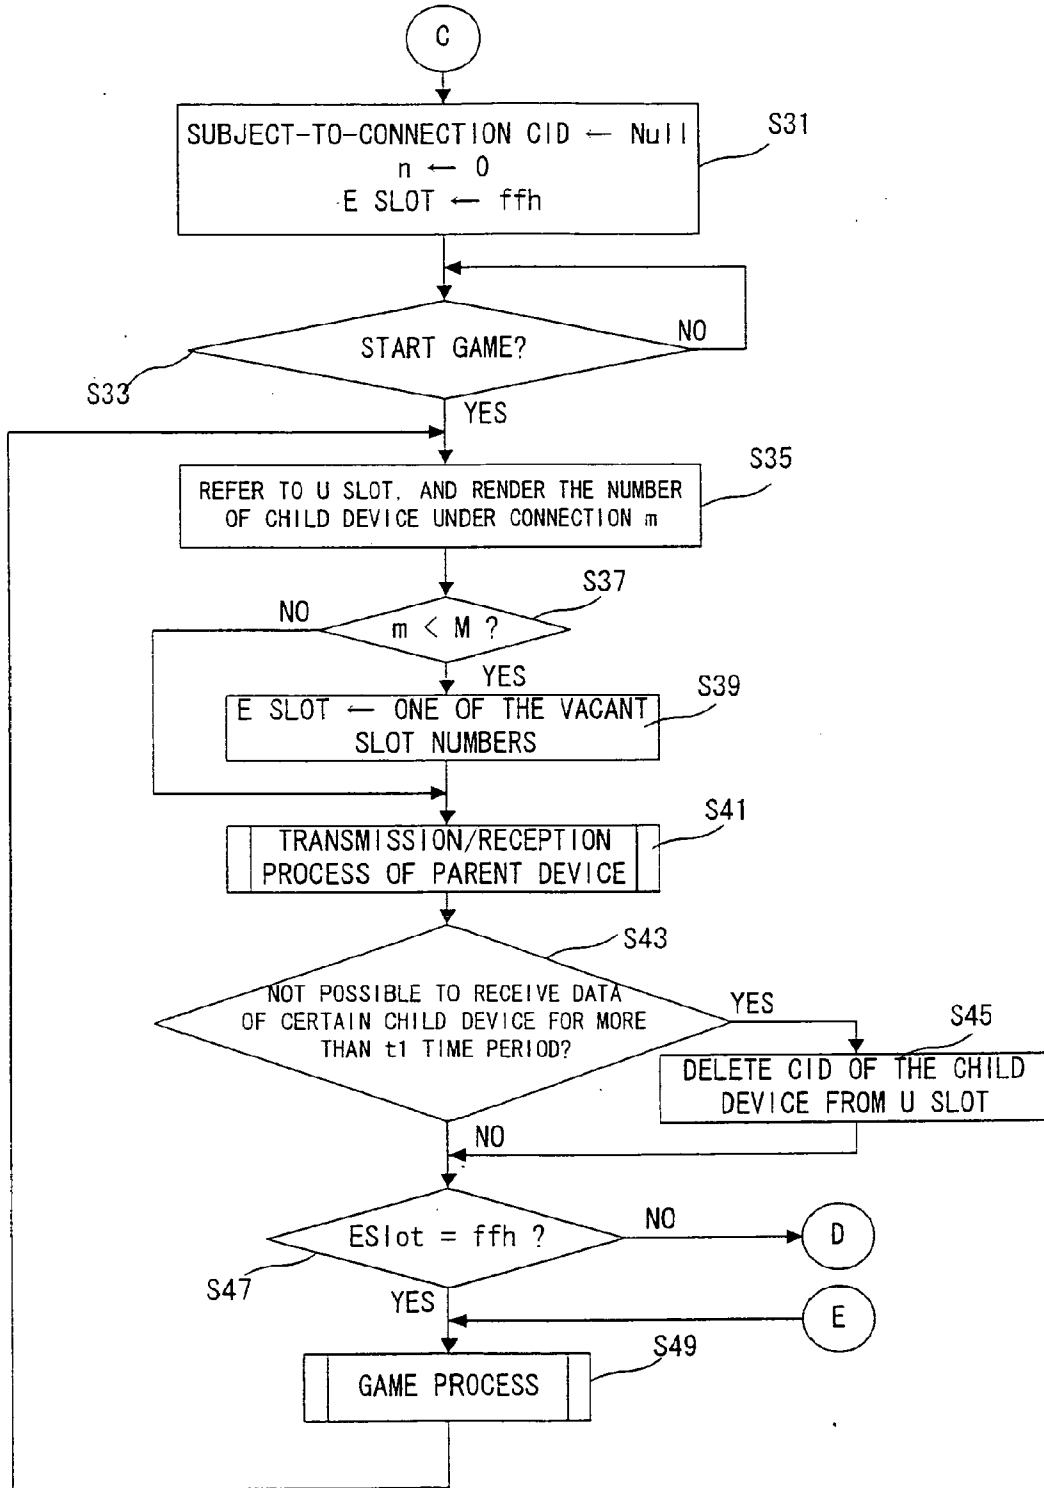 C
SUBJECT-TO-CONNECTION CID ← Null
n ← 0
E SLOT ← ffh
S31
START GAME?
NO
S33
YES
S35
REFER TO U SLOT, AND RENDER THE NUMBER
OF CHILD DEVICE UNDER CONNECTION m
S37
NO
m < M ?
YES
S39
E SLOT ← ONE OF THE VACANT
SLOT NUMBERS
S41
TRANSMISSION/RECEPTION
PROCESS OF PARENT DEVICE
S43
NOT POSSIBLE TO RECEIVE DATA
OF CERTAIN CHILD DEVICE FOR MORE
THAN t1 TIME PERIOD?
YES
S45
DELETE CID OF THE CHILD
DEVICE FROM U SLOT
NO
ESlot = ffh ?
NO
D
S47
YES
E
S49
GAME PROCESS